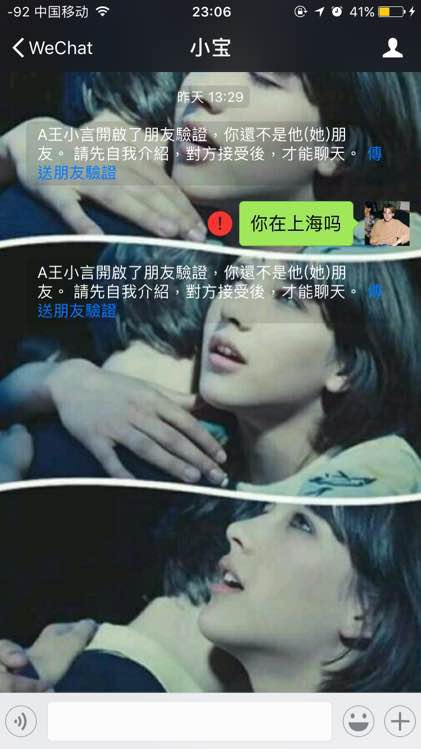 -92 中国移动 23:06 41%
WeChat 小宝
昨天 13:29
A王小言開啟了朋友驗證，你還不是他(她)朋
友。 請先自我介紹，對方接受後，才能聊天。 傳
送朋友驗證
! 你在上海吗
A王小言開啟了朋友驗證，你還不是他(她)朋
友。 請先自我介紹，對方接受後，才能聊天。 傳
送朋友驗證